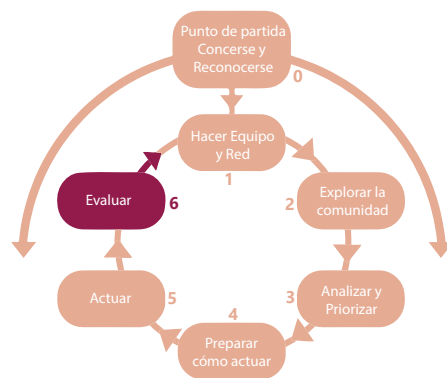 Punto de partida
Concerse y
Reconocerse
0
Hacer Equipo
y Red
1
Explorar la
comunidad
2
Analizar y
Priorizar
3
Preparar
cómo actuar
4
Actuar
5
Evaluar
6